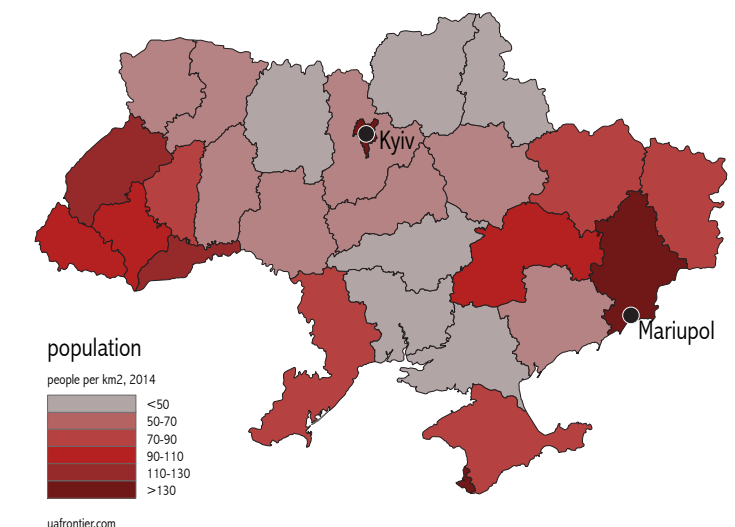 Kyiv
Mariupol
population
people per km2, 2014
<50
50-70
70-90
90-110
110-130
>130
uafrontier.com